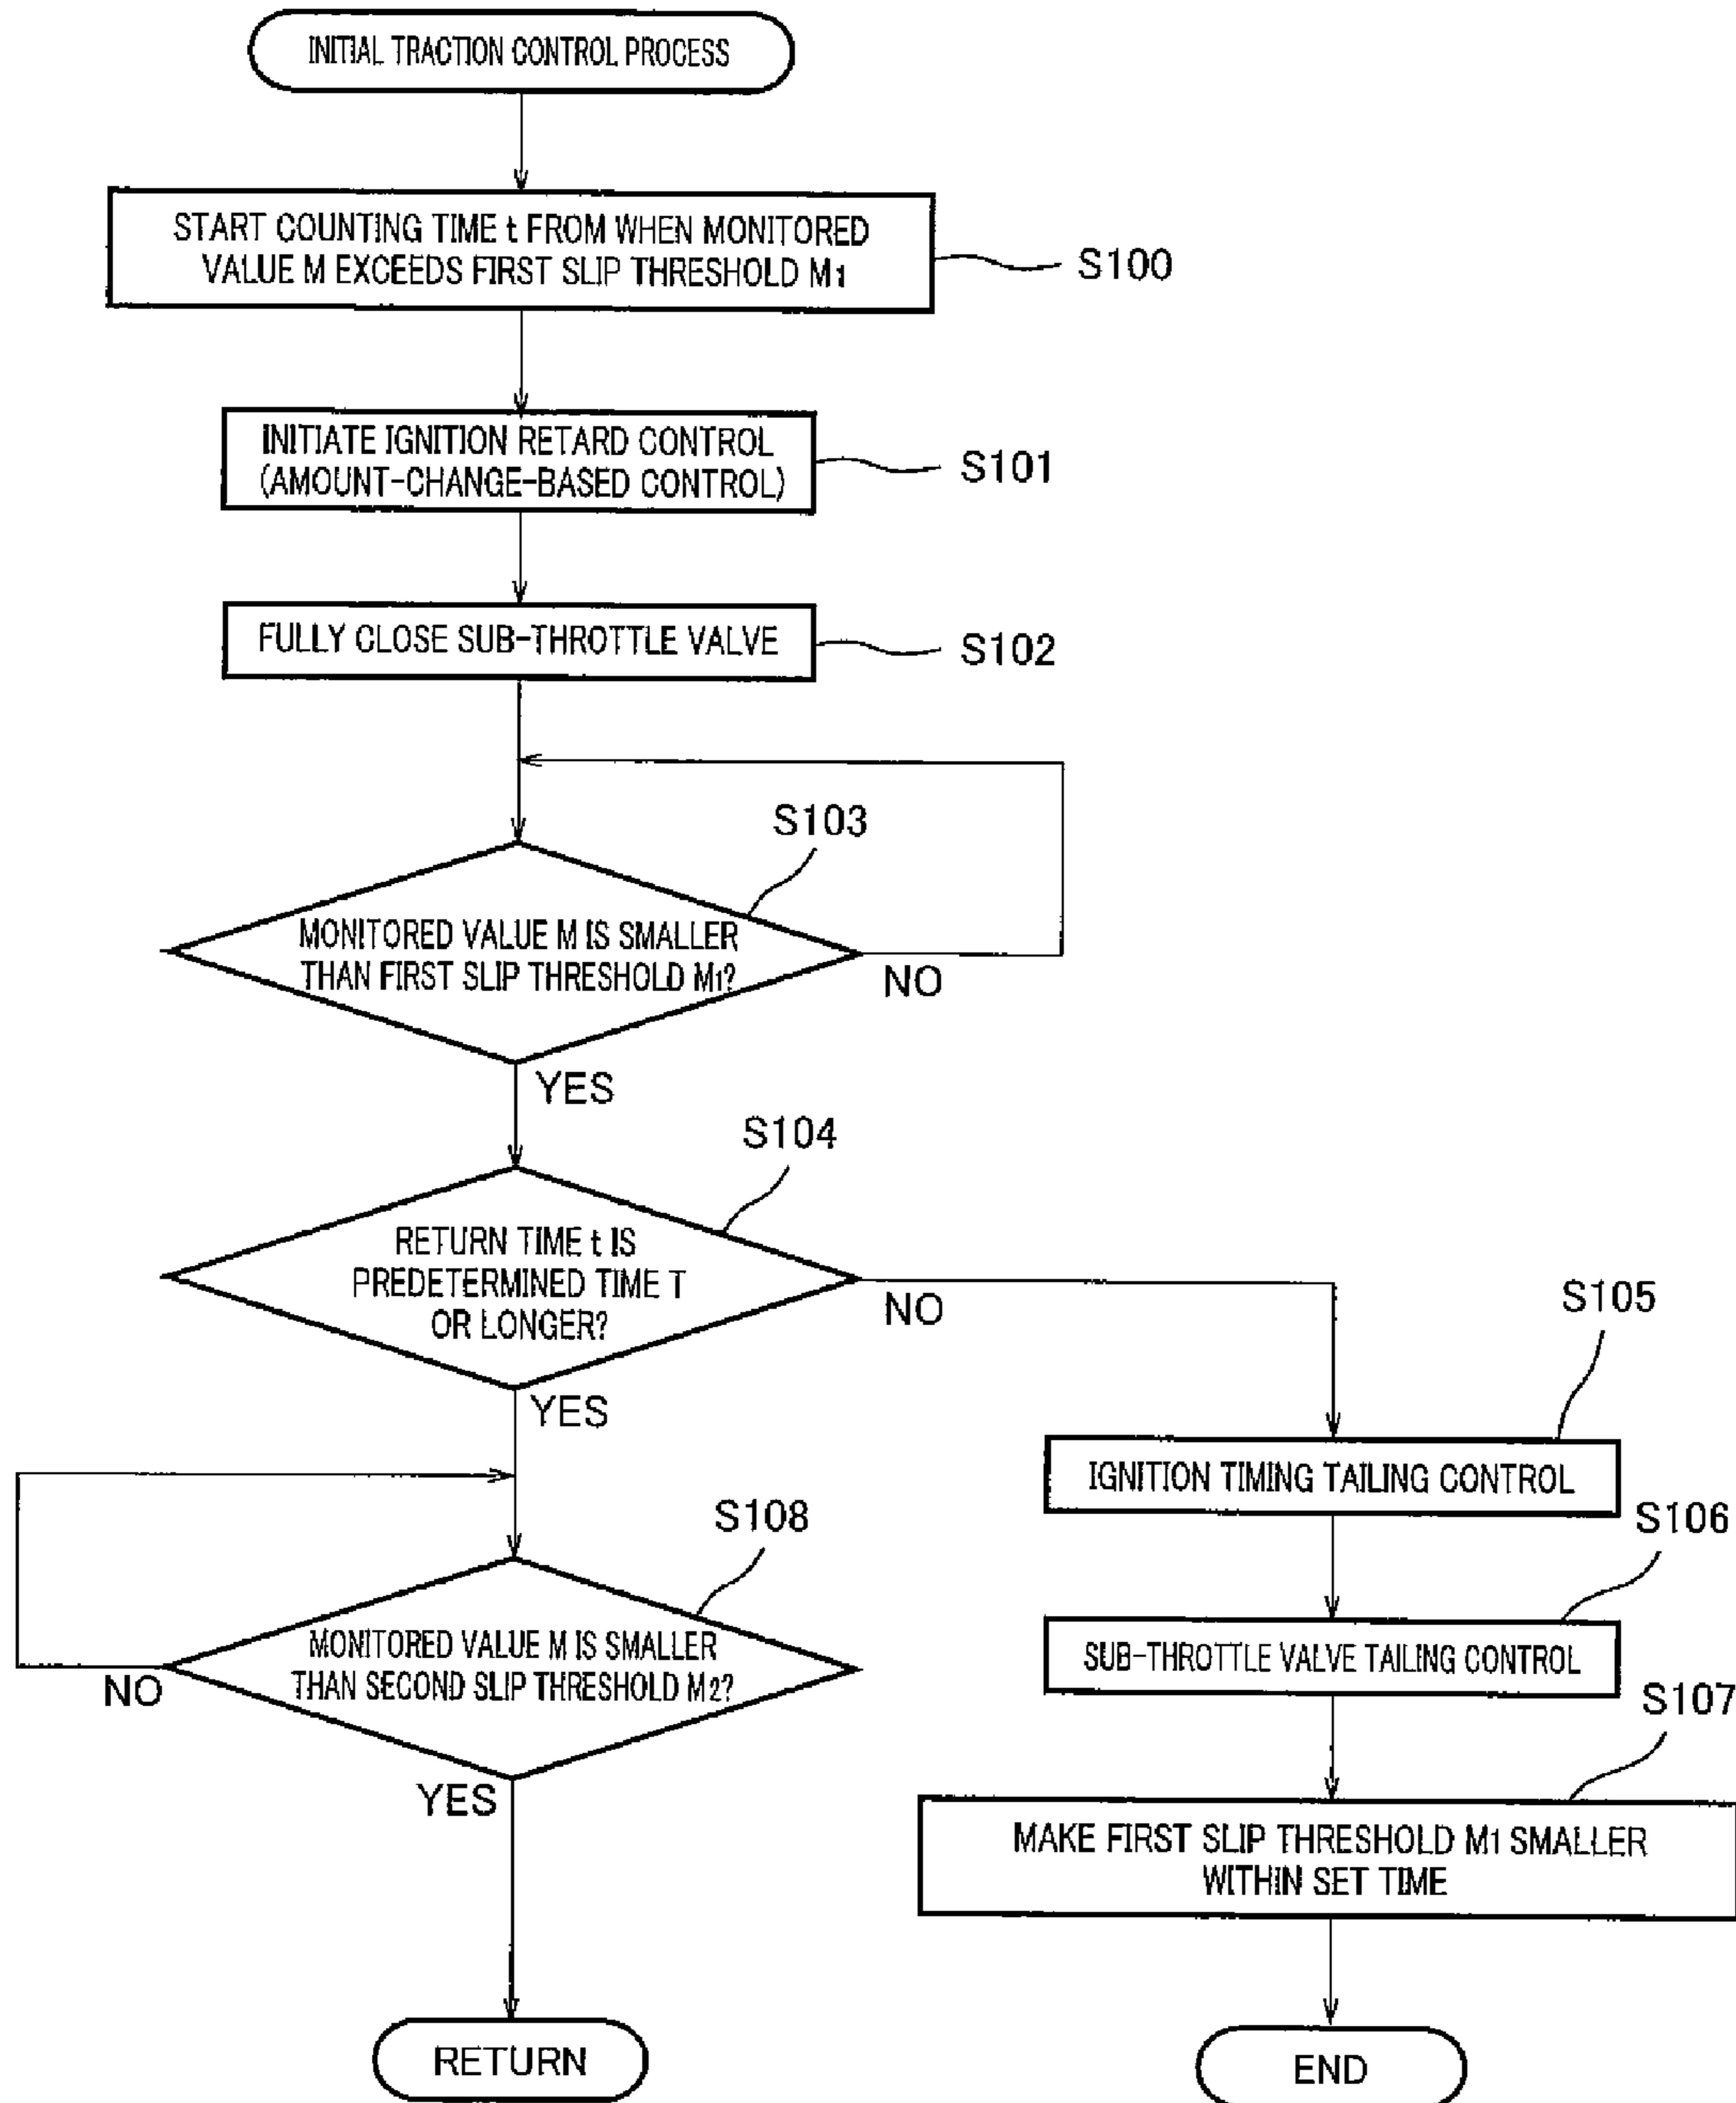 INITIAL TRACTION CONTROL PROCESS
START COUNTING TIME t FROM WHEN MONITORED
VALUE M EXCEEDS FIRST SLIP THRESHOLD M1
S100
INITIATE IGNITION RETARD CONTROL
(AMOUNT-CHANGE-BASED CONTROL)
S101
FULLY CLOSE SUB-THROTTLE VALVE
S102
S103
MONITORED VALUE M IS SMALLER
THAN FIRST SLIP THRESHOLD M1?
NO
YES
S104
RETURN TIME t IS
PREDETERMINED TIME T
OR LONGER?
NO
YES
S105
IGNITION TIMING TAILING CONTROL
S106
SUB-THROTTLE VALVE TAILING CONTROL
S107
MAKE FIRST SLIP THRESHOLD M1 SMALLER
WITHIN SET TIME
END
S108
MONITORED VALUE M IS SMALLER
THAN SECOND SLIP THRESHOLD M2?
NO
YES
RETURN